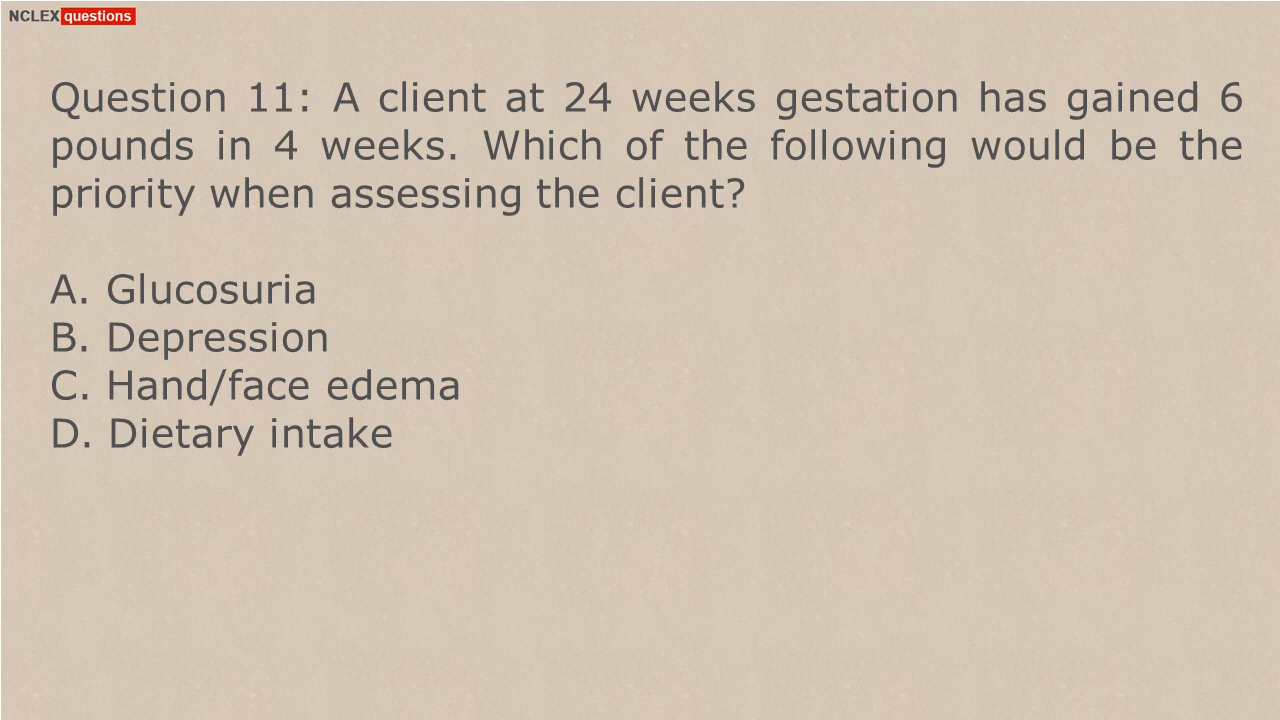 NCLEX questions
Question 11: A client at 24 weeks gestation has gained 6
pounds in 4 weeks. Which of the following would be the
priority when assessing the client?
A. Glucosuria
B. Depression
C. Hand/face edema
D. Dietary intake